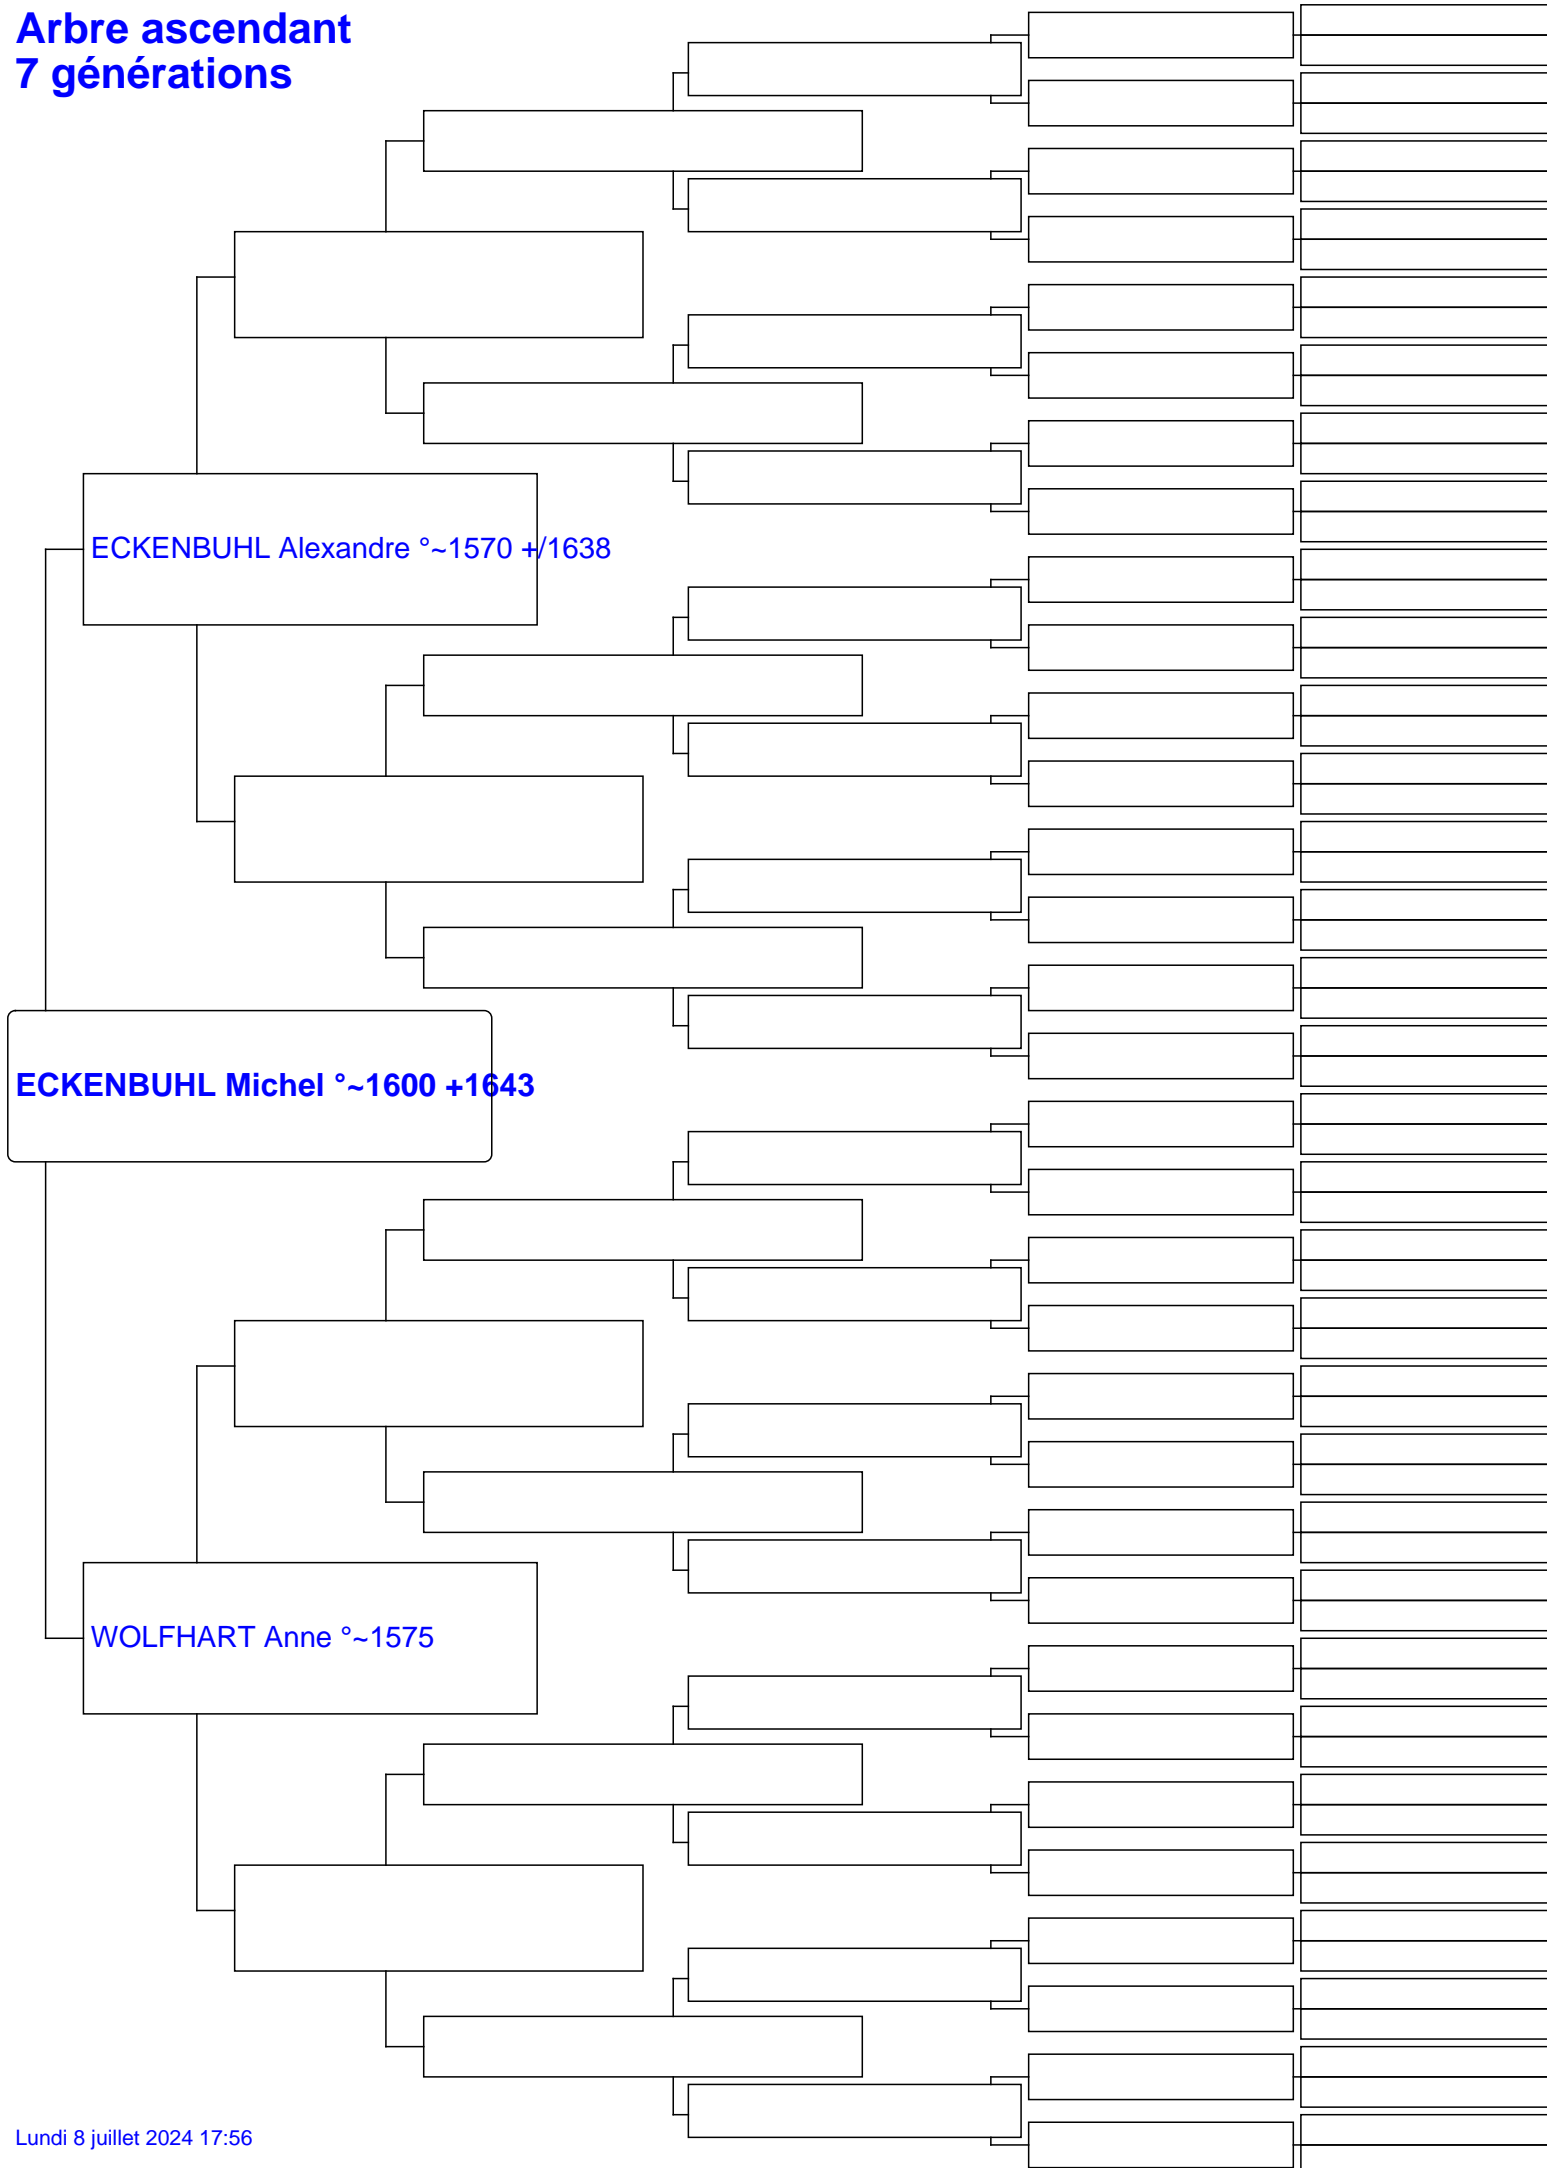 Arbre ascendant
7 générations
ECKENBUHL Alexandre °~1570 +/1638
ECKENBUHL Michel °~1600 +1643
WOLFHART Anne °~1575
Lundi 8 juillet 2024 17:56